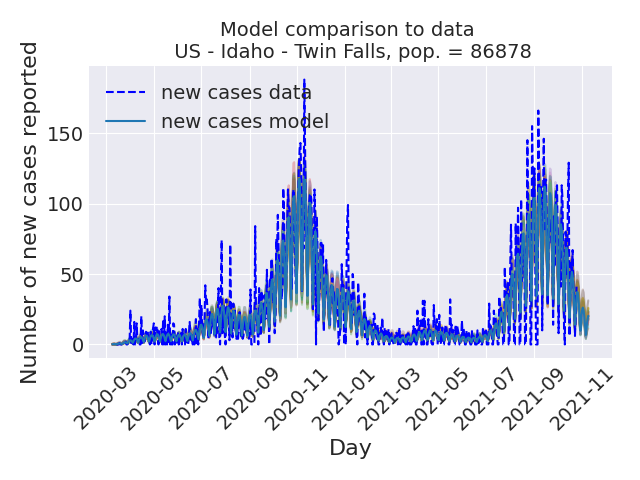 Model comparison to data
US - Idaho - Twin Falls, pop. = 86878
new cases data
new cases model
Number of new cases reported
150
100
50
0
2020-03
2020-05
2020-07
2020-09
2020-11
2021-01
2021-03
2021-05
2021-07
2021-09
2021-11
Day